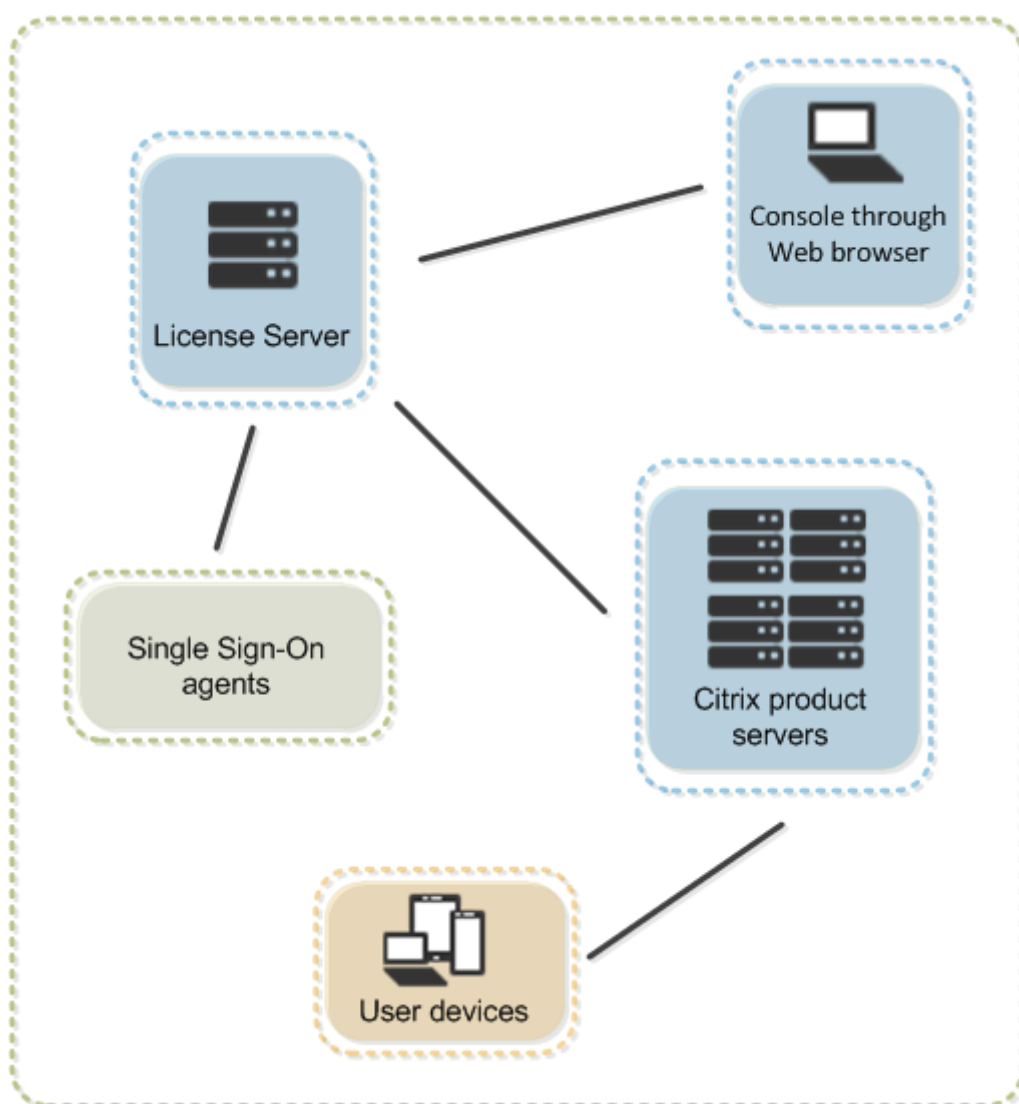 Console through
Web browser
License Server
Single Sign-On
agents
Citrix product
servers
User devices